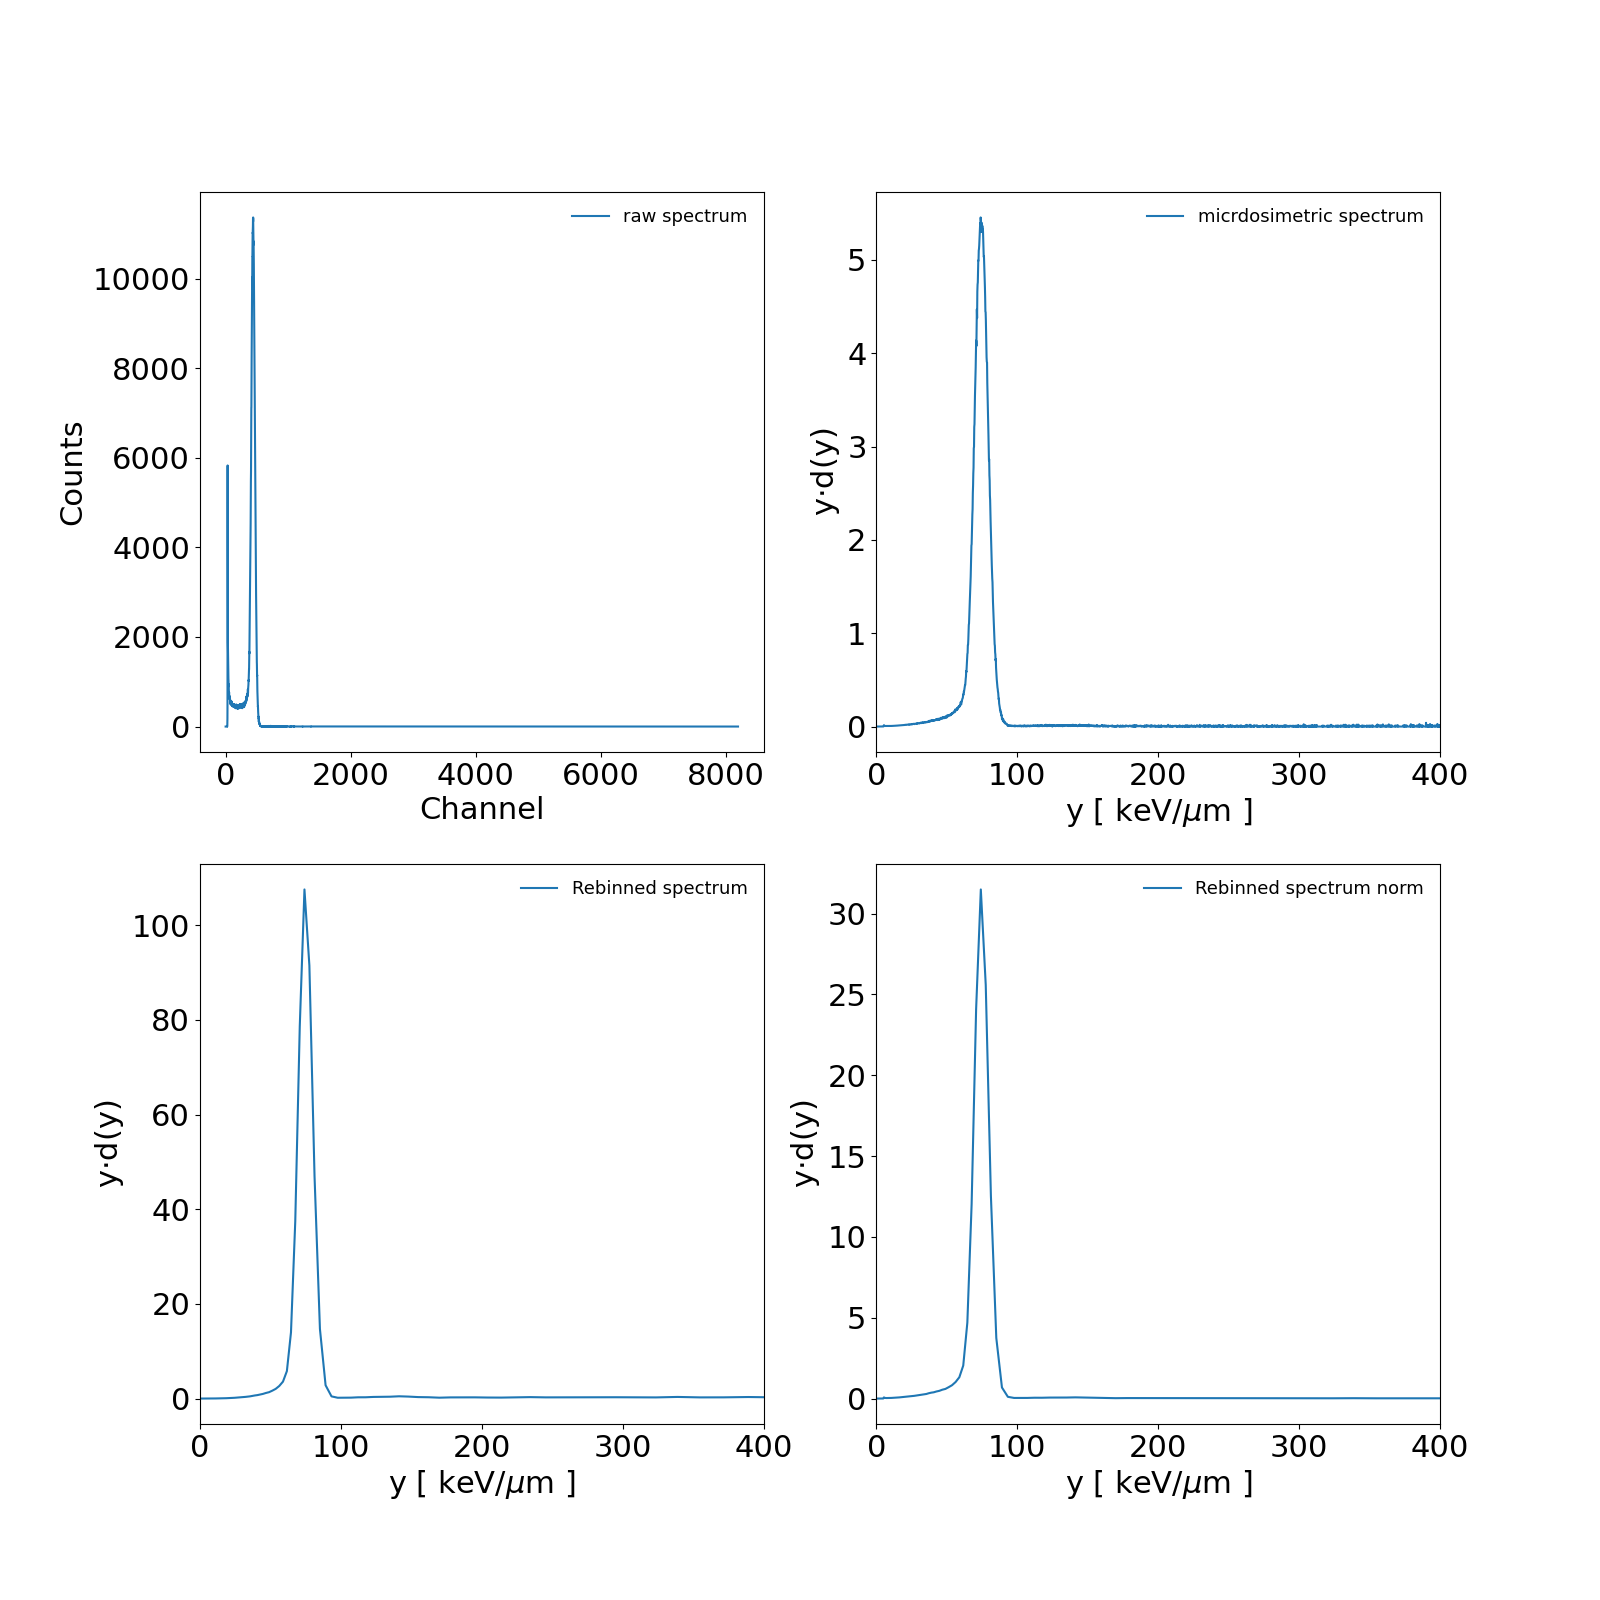 raw spectrum
10000
8000
6000
4000
2000
0
Counts
0 2000 4000 6000 8000
Channel
micrdosimetric spectrum
5
4
3
2
1
0
y·d(y)
0 100 200 300 400
y [ keV/μm ]
Rebinned spectrum
100
80
60
40
20
0
y·d(y)
0 100 200 300 400
y [ keV/μm ]
Rebinned spectrum norm
30
25
20
15
10
5
0
y·d(y)
0 100 200 300 400
y [ keV/μm ]